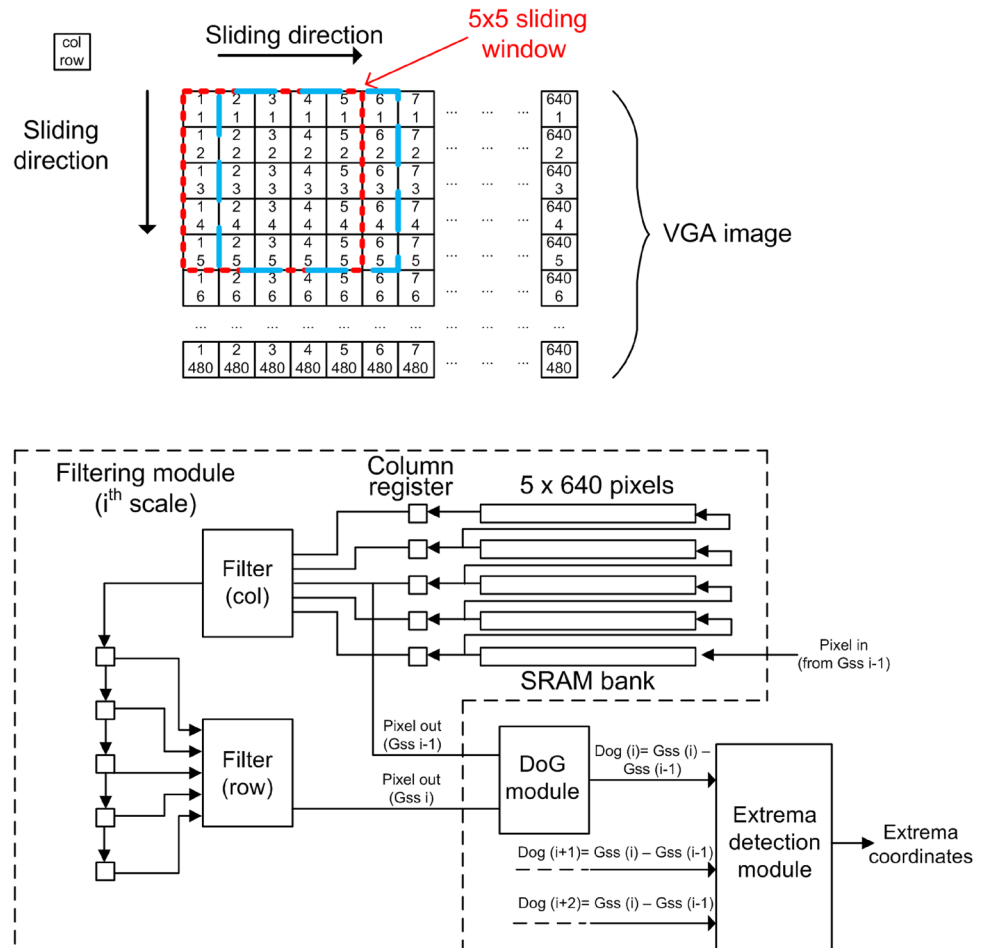 col
row
Sliding direction
5x5 sliding
window
Sliding
direction
1 2 3 4 5 6 7 ... ... ... 640
1 1 1 1 1 1 1 1
1 2 3 4 5 6 7 ... ... ... 640
2 2 2 2 2 2 2 2
1 2 3 4 5 6 7 ... ... ... 640
3 3 3 3 3 3 3 3
1 2 3 4 5 6 7 ... ... ... 640
4 4 4 4 4 4 4 4
1 2 3 4 5 6 7 ... ... ... 640
5 5 5 5 5 5 5 5
1 2 3 4 5 6 7 ... ... ... 640
6 6 6 6 6 6 6 6
... ... ... ... ... ... ... ... ... ... ...
1 2 3 4 5 6 7 ... ... ... 640
480 480 480 480 480 480 480 480
VGA image
Filtering module
(ith scale)
Column
register
5 x 640 pixels
Filter
(col)
Pixel in
(from Gss i-1)
SRAM bank
Filter
(row)
Pixel out
(Gss i-1)
Pixel out
(Gss i)
DoG
module
Dog (i)= Gss (i) –
Gss (i-1)
Dog (i+1)= Gss (i) – Gss (i-1)
Dog (i+2)= Gss (i) – Gss (i-1)
Extrema
detection
module
Extrema
coordinates